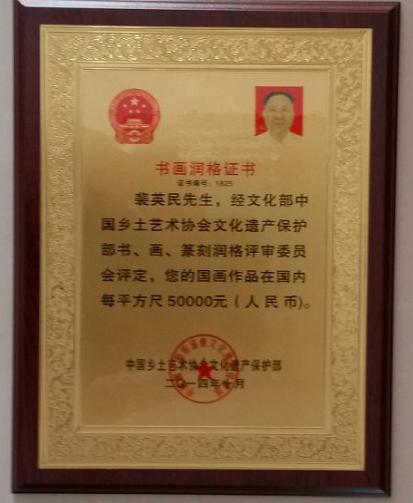 书画润格证书
证书编号：1825
裴英民先生，经文化部中
国乡土艺术协会文化遗产保护
部书、画、篆刻润格评审委员
会评定，您的国画作品在国内
每平方尺50000元（人民币)。
中国乡土艺术协会文化遗产保护部
二〇一四年十月